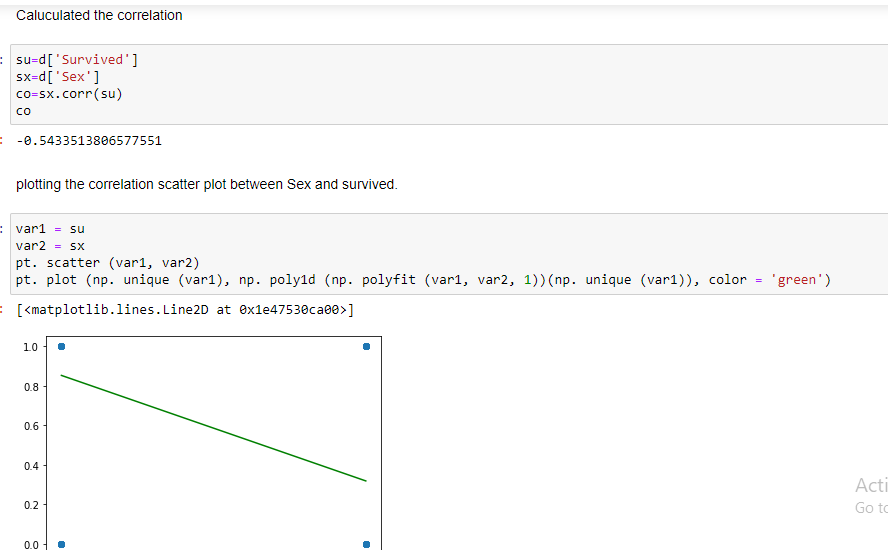 Caluculated the correlation
: su=d['Survived']
sx=d['Sex']
co=sx.corr(su)
co
: -0.5433513806577551
plotting the correlation scatter plot between Sex and survived.
: var1 = su
var2 = sx
pt. scatter (var1, var2)
pt. plot (np. unique (var1), np. poly1d (np. polyfit (var1, var2, 1))(np. unique (var1)), color = 'green')
: [<matplotlib.lines.Line2D at 0x1e47530ca00>]
1.0
0.8
0.6
0.4
0.2
0.0
Acti
Go to